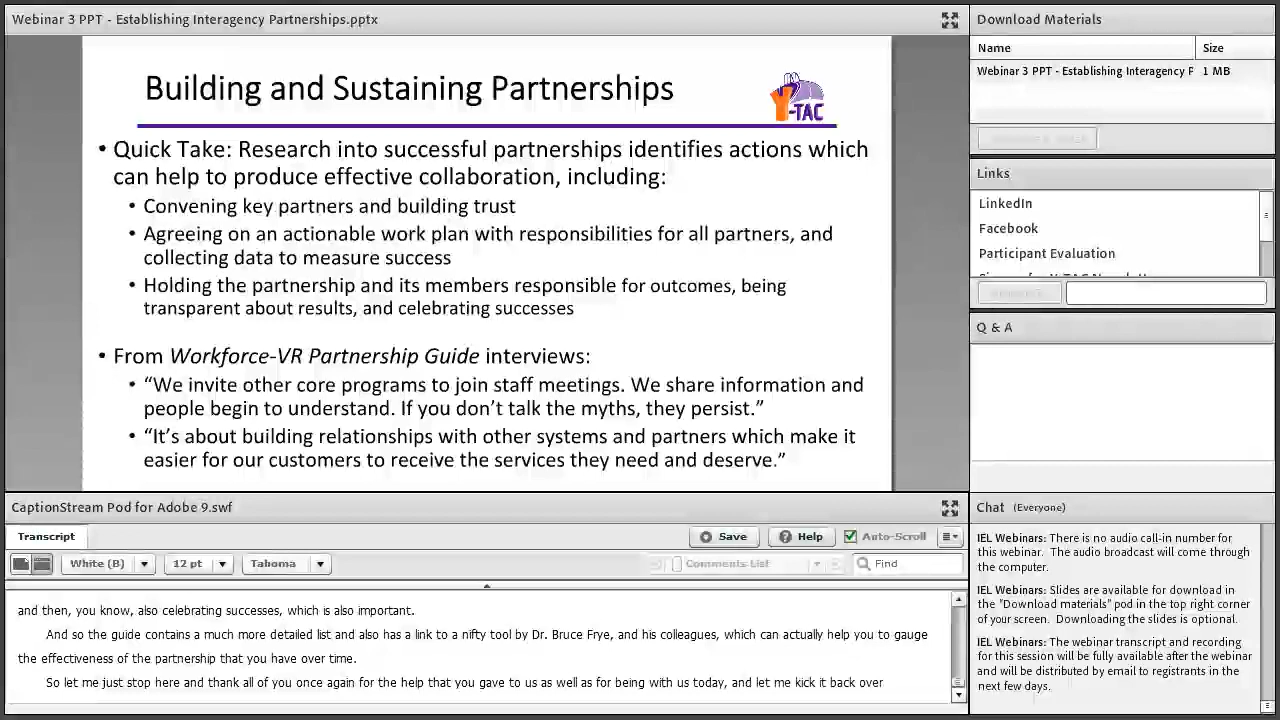 Webinar 3 PPT - Establishing Interagency Partnerships.pptx
Building and Sustaining Partnerships
Y-TAC
• Quick Take: Research into successful partnerships identifies actions which
can help to produce effective collaboration, including:
• Convening key partners and building trust
• Agreeing on an actionable work plan with responsibilities for all partners, and
collecting data to measure success
• Holding the partnership and its members responsible for outcomes, being
transparent about results, and celebrating successes
• From Workforce-VR Partnership Guide interviews:
• “We invite other core programs to join staff meetings. We share information and
people begin to understand. If you don’t talk the myths, they persist.”
• “It’s about building relationships with other systems and partners which make it
easier for our customers to receive the services they need and deserve.”
CaptionStream Pod for Adobe 9.swf
Transcript
Save Help Auto-Scroll
White (B) 12 pt Tahoma Comments List Find
and then, you know, also celebrating successes, which is also important.
And so the guide contains a much more detailed list and also has a link to a nifty tool by Dr. Bruce Frye, and his colleagues, which can actually help you to gauge
the effectiveness of the partnership that you have over time.
So let me just stop here and thank all of you once again for the help that you gave to us as well as for being with us today, and let me kick it back over
Download Materials
Name Size
Webinar 3 PPT - Establishing Interagency P 1 MB
Links
LinkedIn
Facebook
Participant Evaluation
Q & A
Chat (Everyone)
IEL Webinars: There is no audio call-in number for
this webinar. The audio broadcast will come through
the computer.
IEL Webinars: Slides are available for download in
the "Download materials" pod in the top right corner
of your screen. Downloading the slides is optional.
IEL Webinars: The webinar transcript and recording
for this session will be fully available after the webinar
and will be distributed by email to registrants in the
next few days.